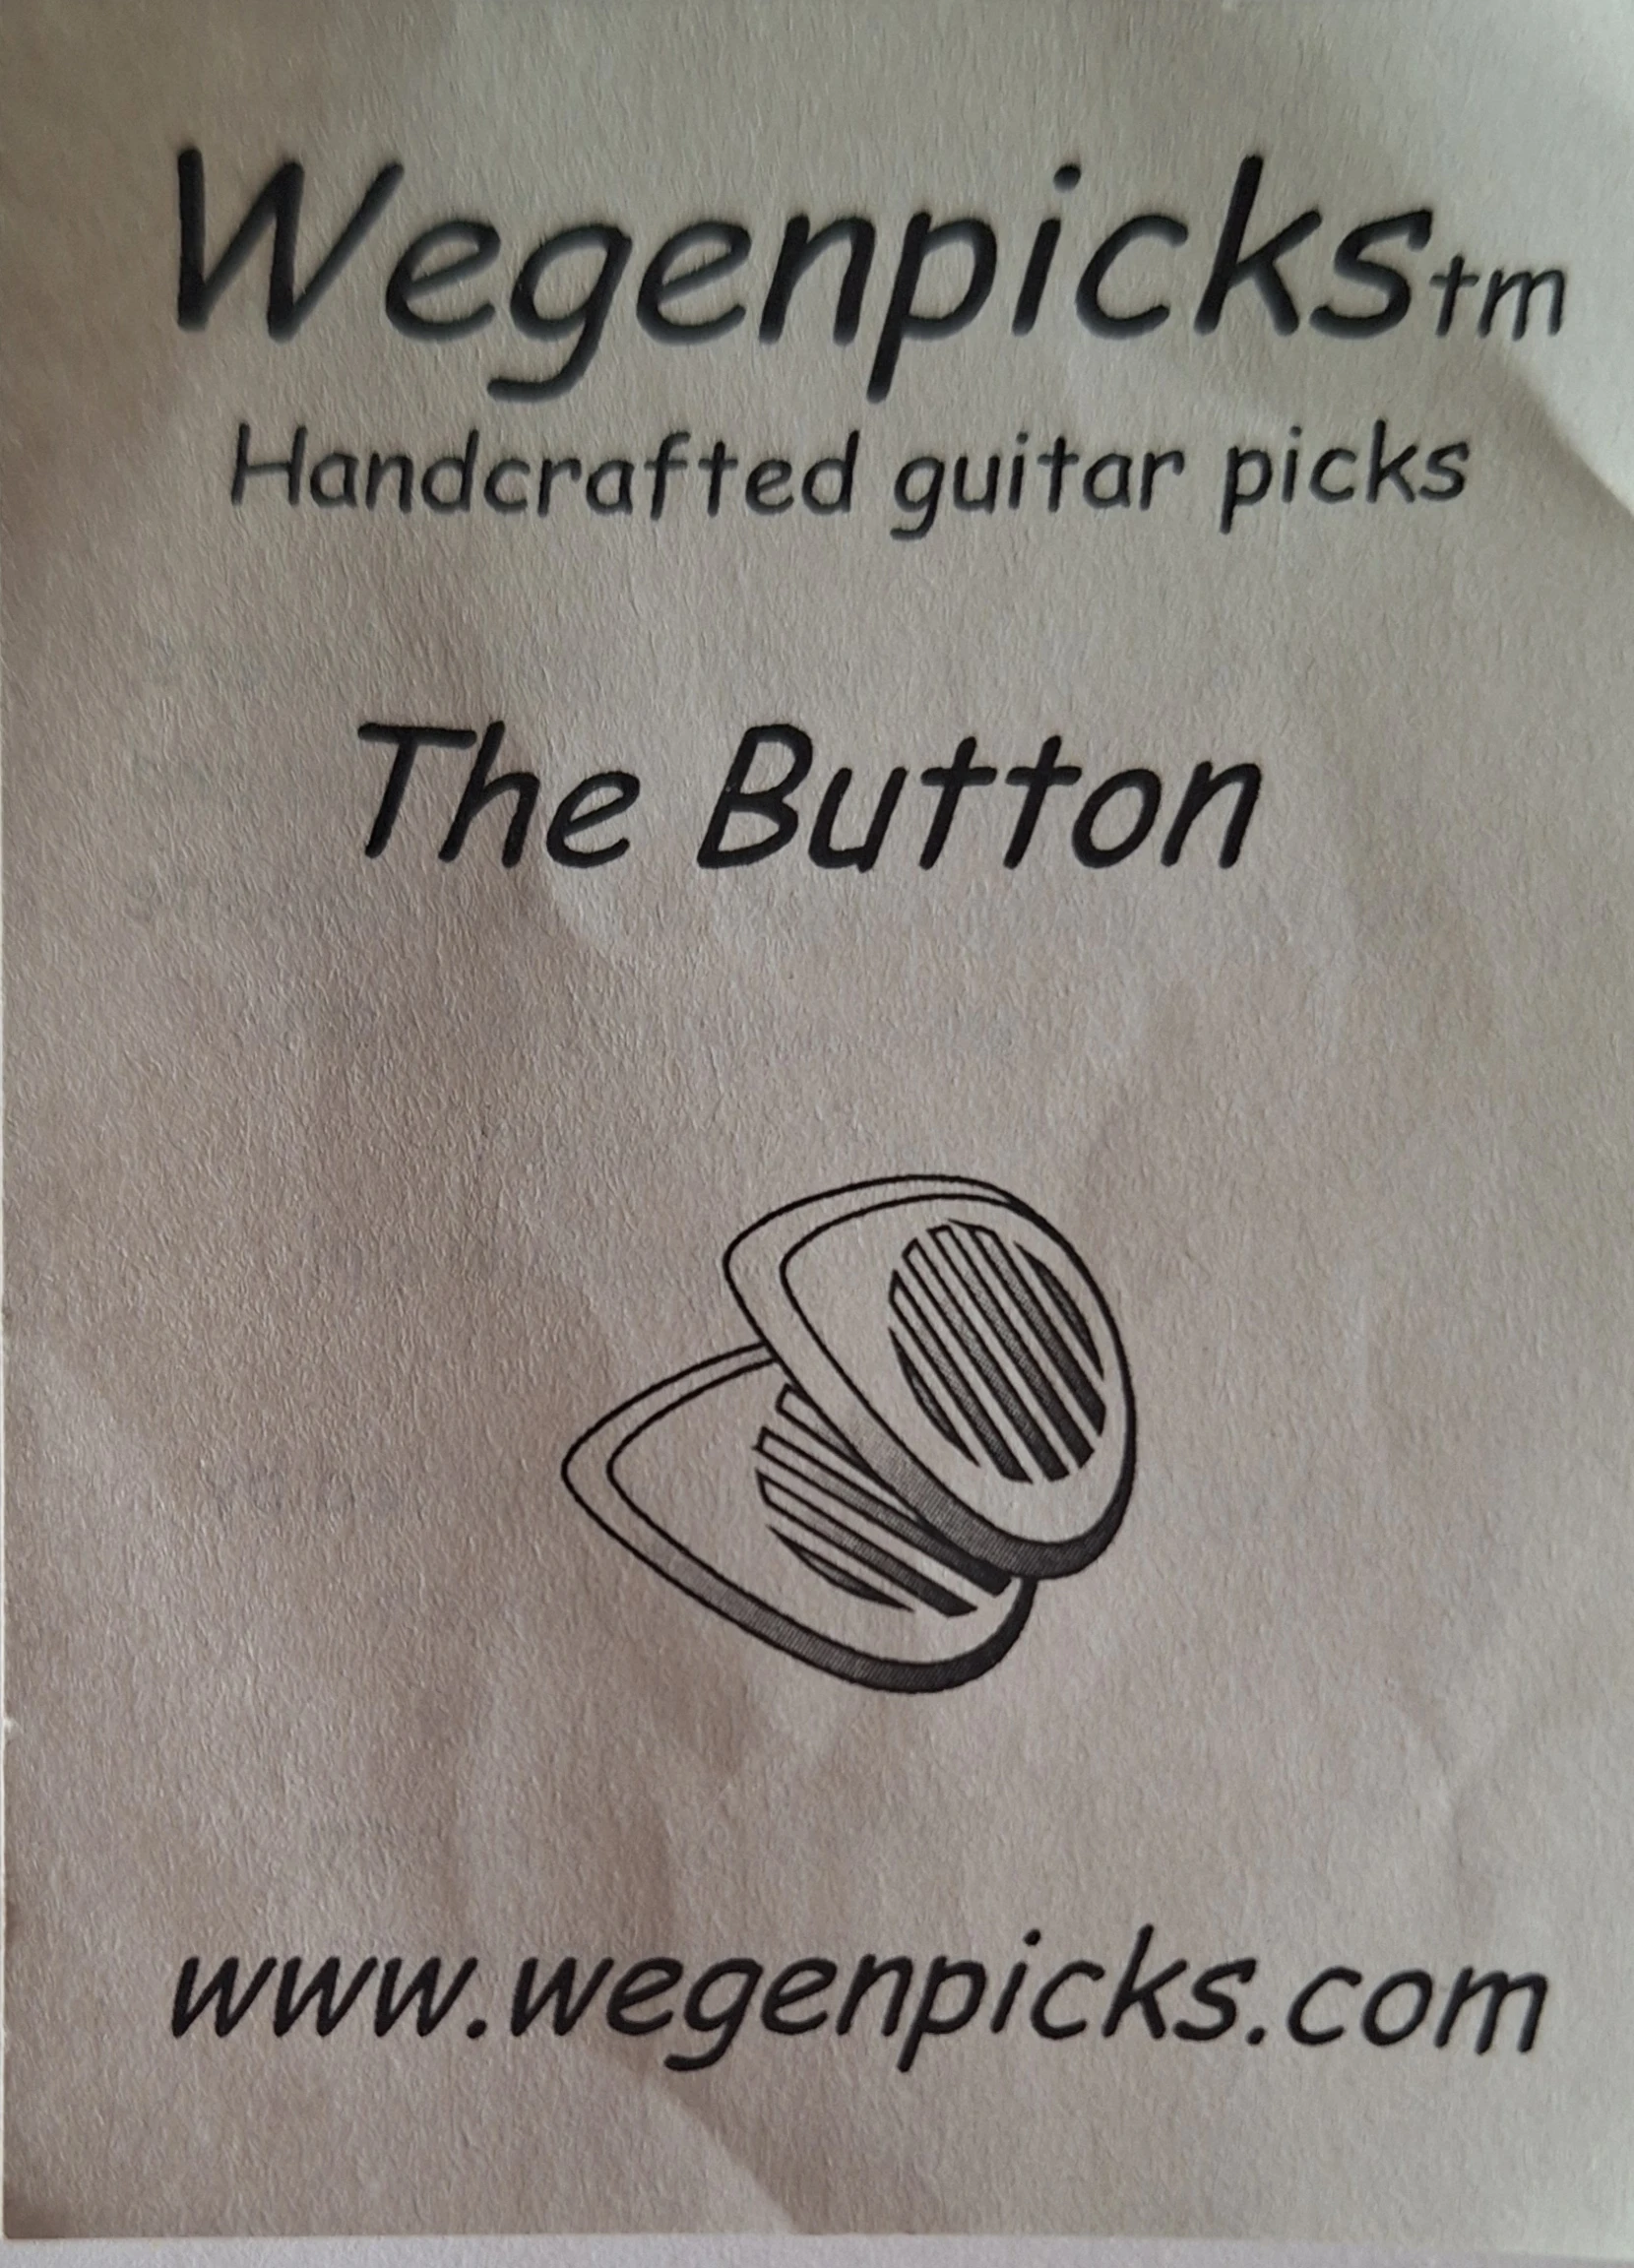 Wegenpickstm
Handcrafted guitar picks
The Button
www.wegenpicks.com